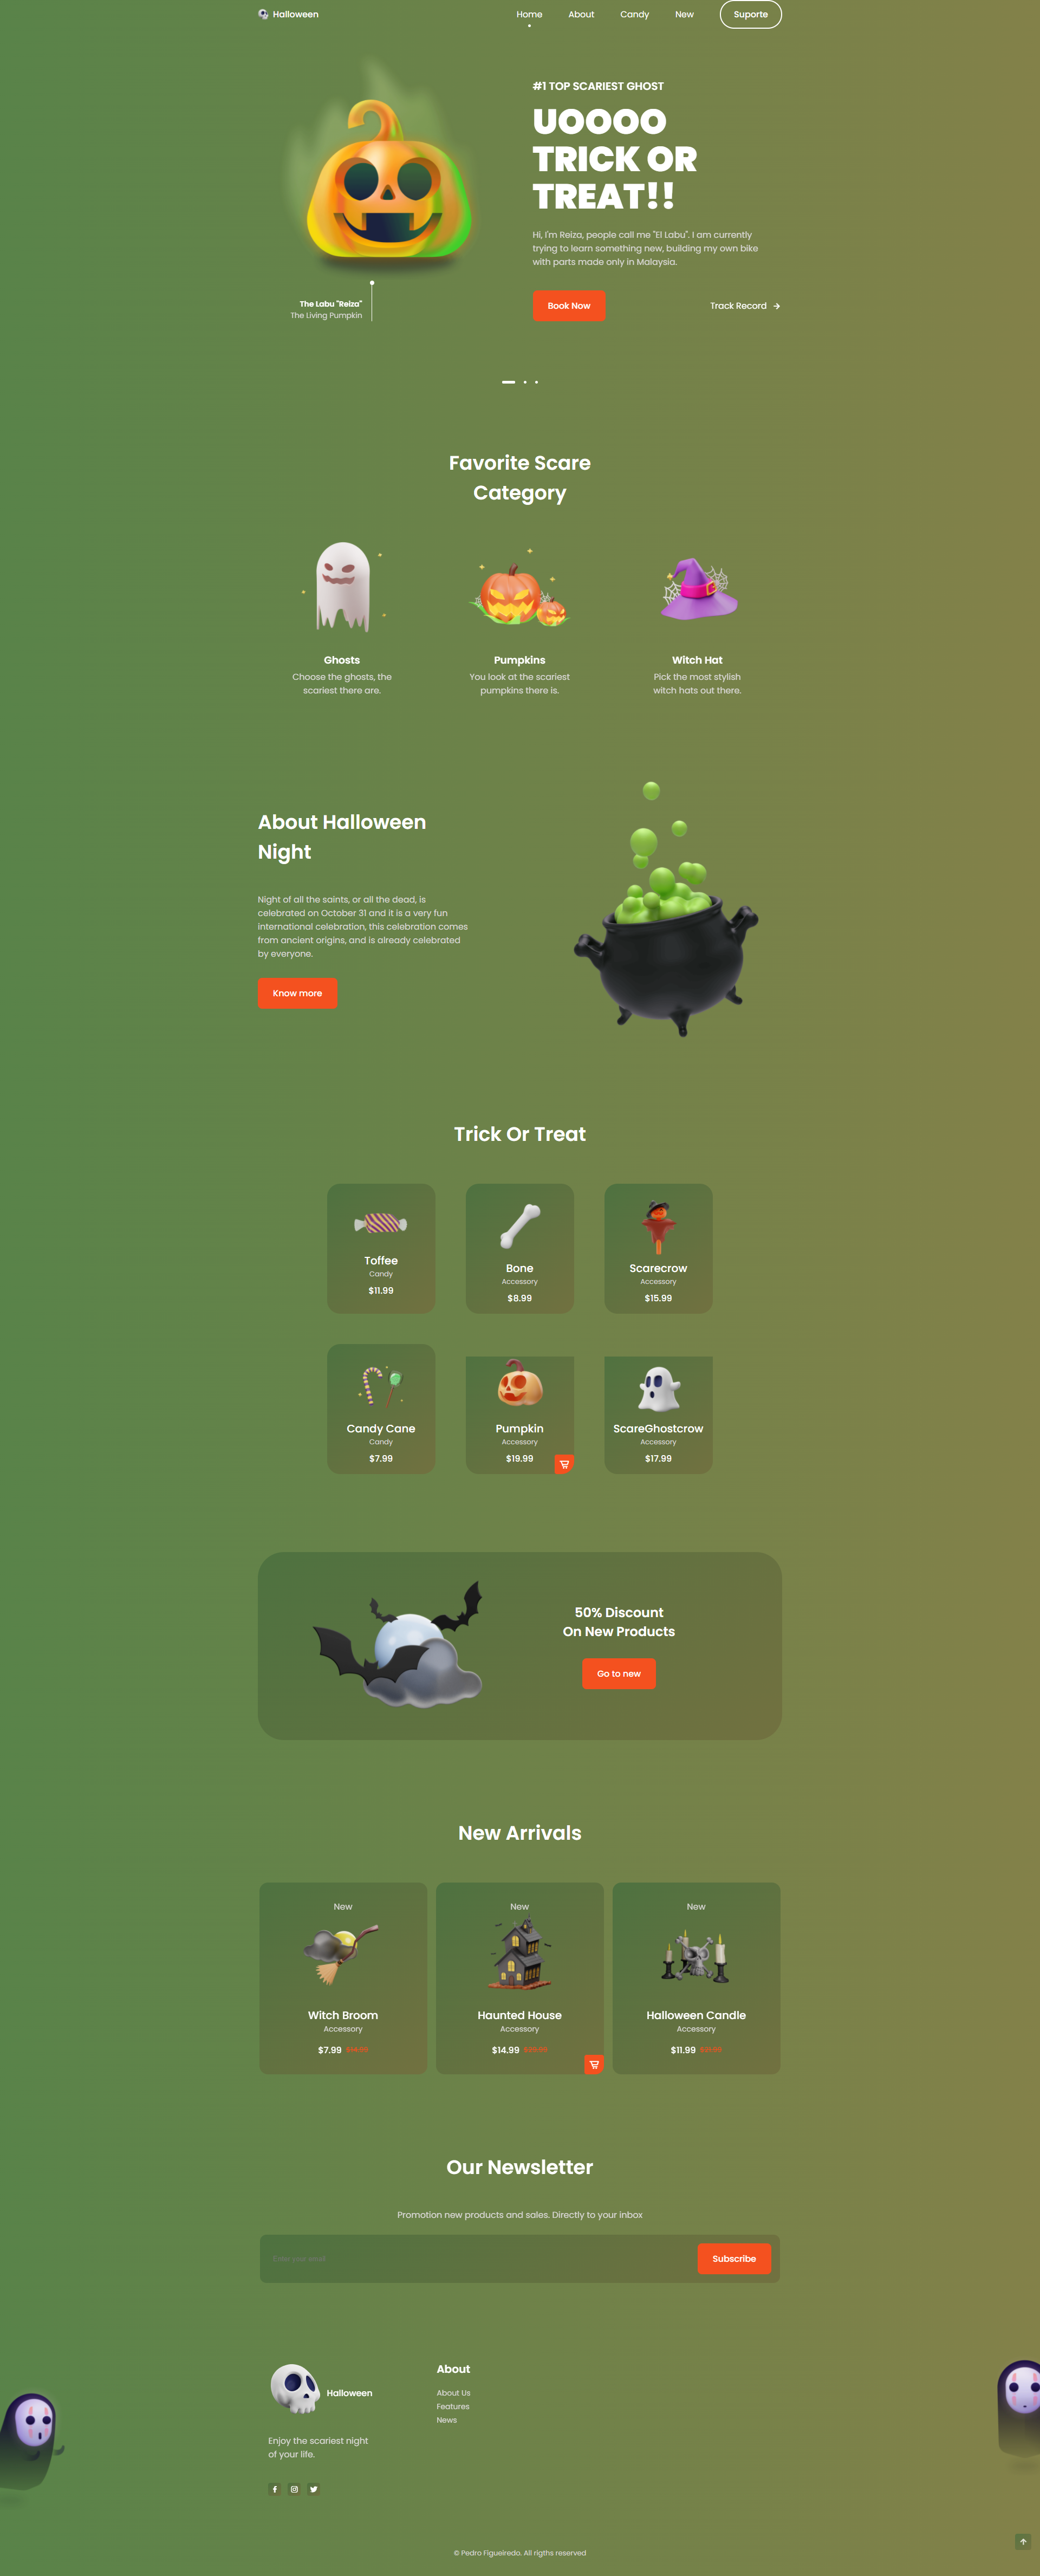 Halloween
Home
About
Candy
New
Suporte
#1 TOP SCARIEST GHOST
UOOOO
TRICK OR
TREAT!!
Hi, I'm Reiza, people call me "El Labu". I am currently
trying to learn something new, building my own bike
with parts made only in Malaysia.
Book Now
Track Record
The Labu "Reiza"
The Living Pumpkin
Favorite Scare
Category
Ghosts
Choose the ghosts, the
scariest there are.
Pumpkins
You look at the scariest
pumpkins there is.
Witch Hat
Pick the most stylish
witch hats out there.
About Halloween
Night
Night of all the saints, or all the dead, is
celebrated on October 31 and it is a very fun
international celebration, this celebration comes
from ancient origins, and is already celebrated
by everyone.
Know more
Trick Or Treat
Toffee
Candy
$11.99
Bone
Accessory
$8.99
Scarecrow
Accessory
$15.99
Candy Cane
Candy
$7.99
Pumpkin
Accessory
$19.99
ScareGhostcrow
Accessory
$17.99
50% Discount
On New Products
Go to new
New Arrivals
New
Witch Broom
Accessory
$7.99
New
Haunted House
Accessory
$14.99
New
Halloween Candle
Accessory
$11.99
Our Newsletter
Promotion new products and sales. Directly to your inbox
Enter your email
Subscribe
Halloween
Enjoy the scariest night
of your life.
About
About Us
Features
News
© Pedro Figueiredo. All rigths reserved